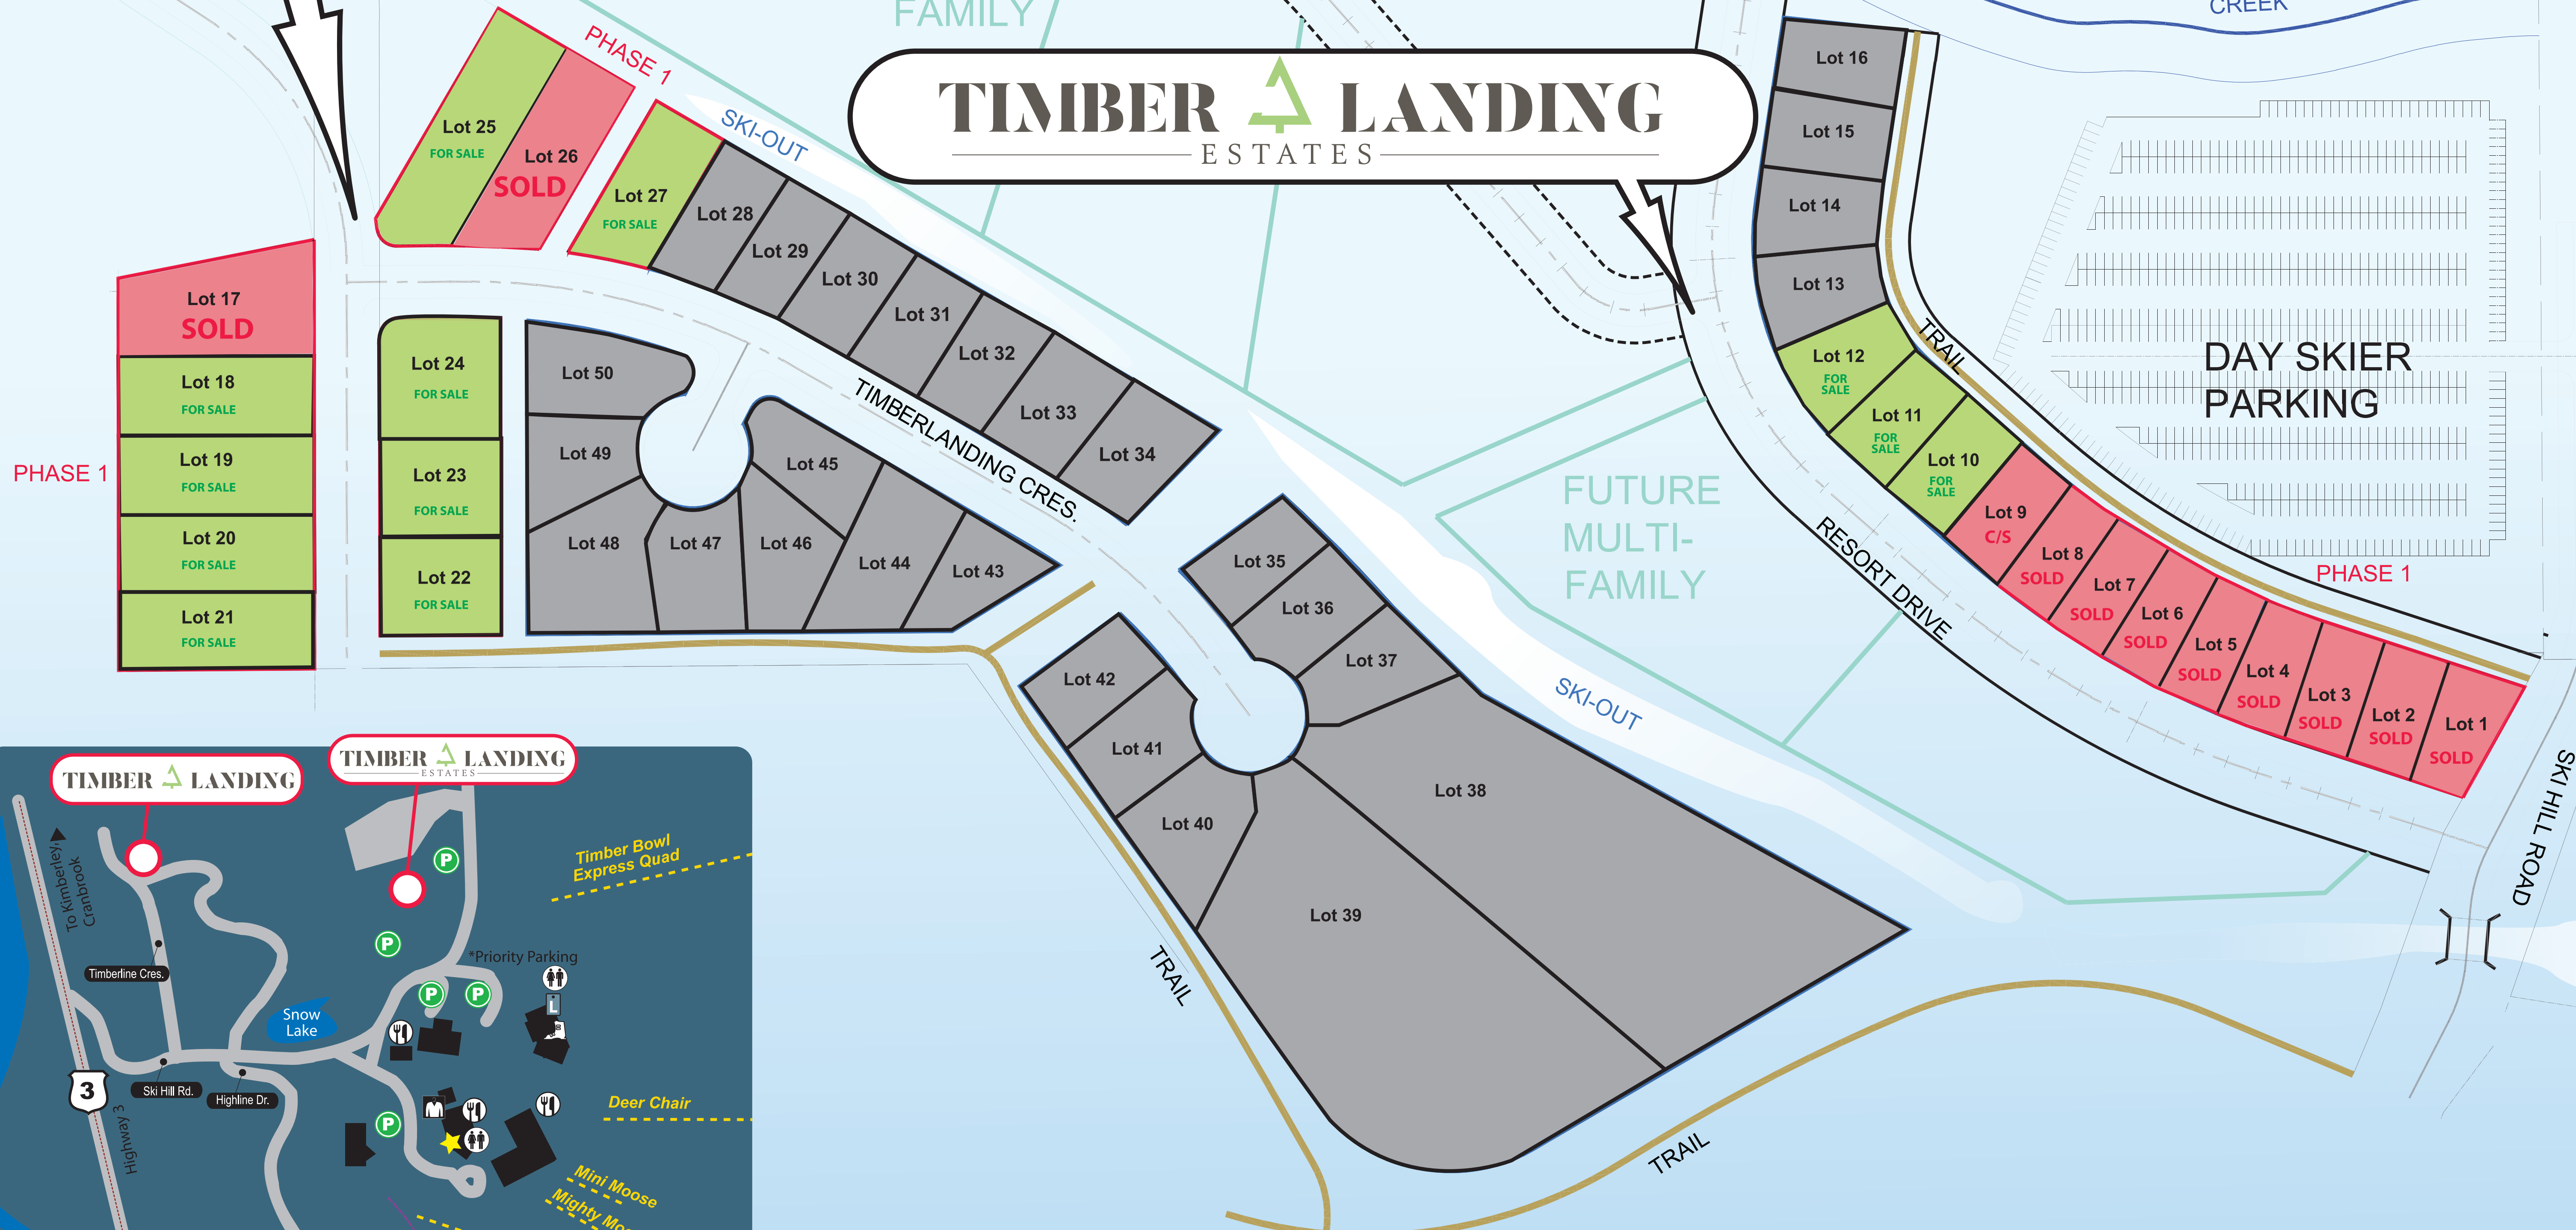 FAMILY
CREEK
PHASE 1
SKI-OUT
TIMBER LANDING
ESTATES
Lot 25
FOR SALE
Lot 26
SOLD
Lot 27
FOR SALE
Lot 28
Lot 29
Lot 30
Lot 31
Lot 32
Lot 33
Lot 34
Lot 16
Lot 15
Lot 14
Lot 13
Lot 12
FOR
SALE
Lot 11
FOR
SALE
Lot 10
FOR
SALE
Lot 9
C/S
Lot 8
SOLD
Lot 7
SOLD
Lot 6
SOLD
Lot 5
SOLD
Lot 4
SOLD
Lot 3
SOLD
Lot 2
SOLD
Lot 1
SOLD
TRAIL
DAY SKIER
PARKING
PHASE 1
RESORT DRIVE
SKI HILL ROAD
FUTURE
MULTI-
FAMILY
Lot 17
SOLD
Lot 18
FOR SALE
PHASE 1
Lot 19
FOR SALE
Lot 20
FOR SALE
Lot 21
FOR SALE
Lot 24
FOR SALE
Lot 23
FOR SALE
Lot 22
FOR SALE
Lot 50
Lot 49
Lot 48
Lot 47
Lot 46
Lot 45
Lot 44
Lot 43
TIMBERLANDING CRES.
Lot 35
Lot 36
Lot 37
Lot 38
Lot 39
Lot 40
Lot 41
Lot 42
SKI-OUT
TRAIL
TRAIL
TIMBER LANDING
TIMBER LANDING
ESTATES
To Kimberley,
Cranbrook
P
Timber Bowl
Express Quad
P
*Priority Parking
Timberline Cres.
P
P
L
Snow
Lake
Ski Hill Rd.
Highline Dr.
3
Highway 3
P
Deer Chair
Mini Moose
Mighty Mo